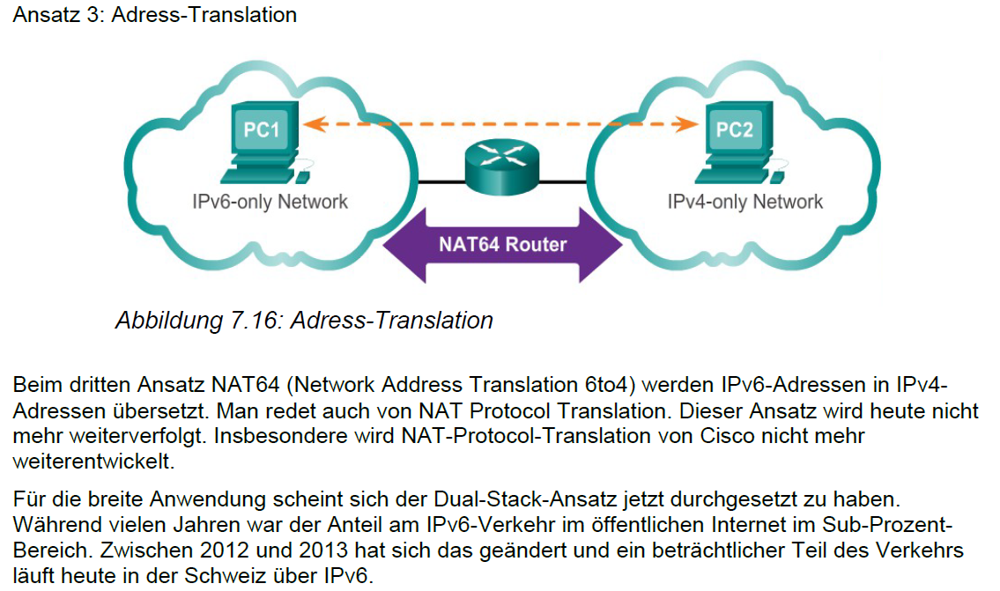 Ansatz 3: Adress-Translation
PC1
PC2
IPv6-only Network
IPv4-only Network
NAT64 Router
Abbildung 7.16: Adress-Translation
Beim dritten Ansatz NAT64 (Network Address Translation 6to4) werden IPv6-Adressen in IPv4-
Adressen übersetzt. Man redet auch von NAT Protocol Translation. Dieser Ansatz wird heute nicht
mehr weiterverfolgt. Insbesondere wird NAT-Protocol-Translation von Cisco nicht mehr
weiterentwickelt.
Für die breite Anwendung scheint sich der Dual-Stack-Ansatz jetzt durchgesetzt zu haben.
Während vielen Jahren war der Anteil am IPv6-Verkehr im öffentlichen Internet im Sub-Prozent-
Bereich. Zwischen 2012 und 2013 hat sich das geändert und ein beträchtlicher Teil des Verkehrs
läuft heute in der Schweiz über IPv6.